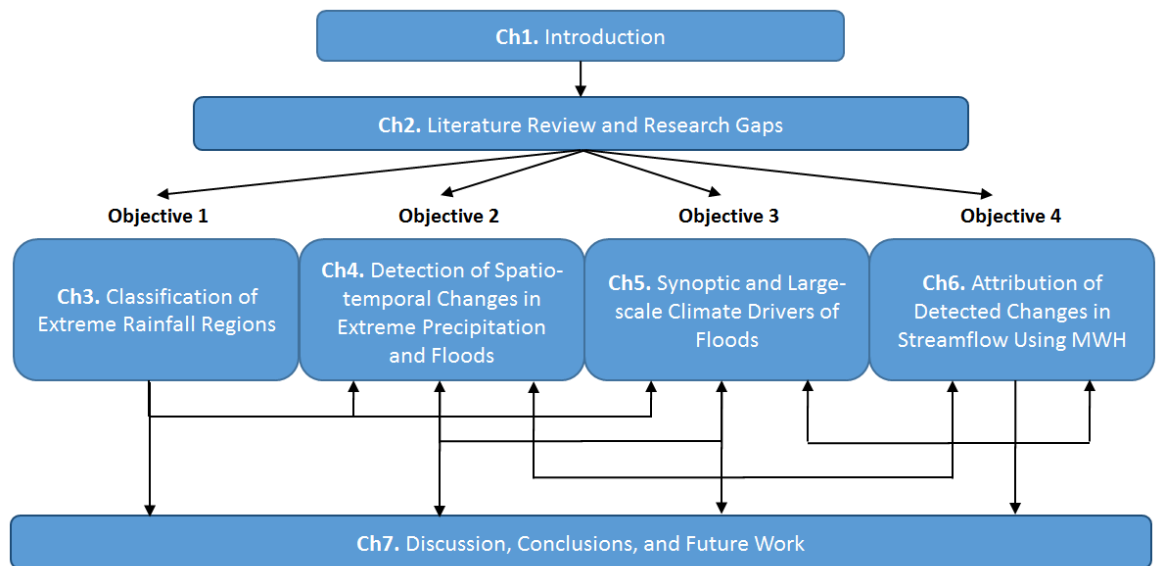 Ch1. Introduction
Ch2. Literature Review and Research Gaps
Objective 1
Objective 2
Objective 3
Objective 4
Ch3. Classification of
Extreme Rainfall Regions
Ch4. Detection of Spatio-
temporal Changes in
Extreme Precipitation
and Floods
Ch5. Synoptic and Large-
scale Climate Drivers of
Floods
Ch6. Attribution of
Detected Changes in
Streamflow Using MWH
Ch7. Discussion, Conclusions, and Future Work